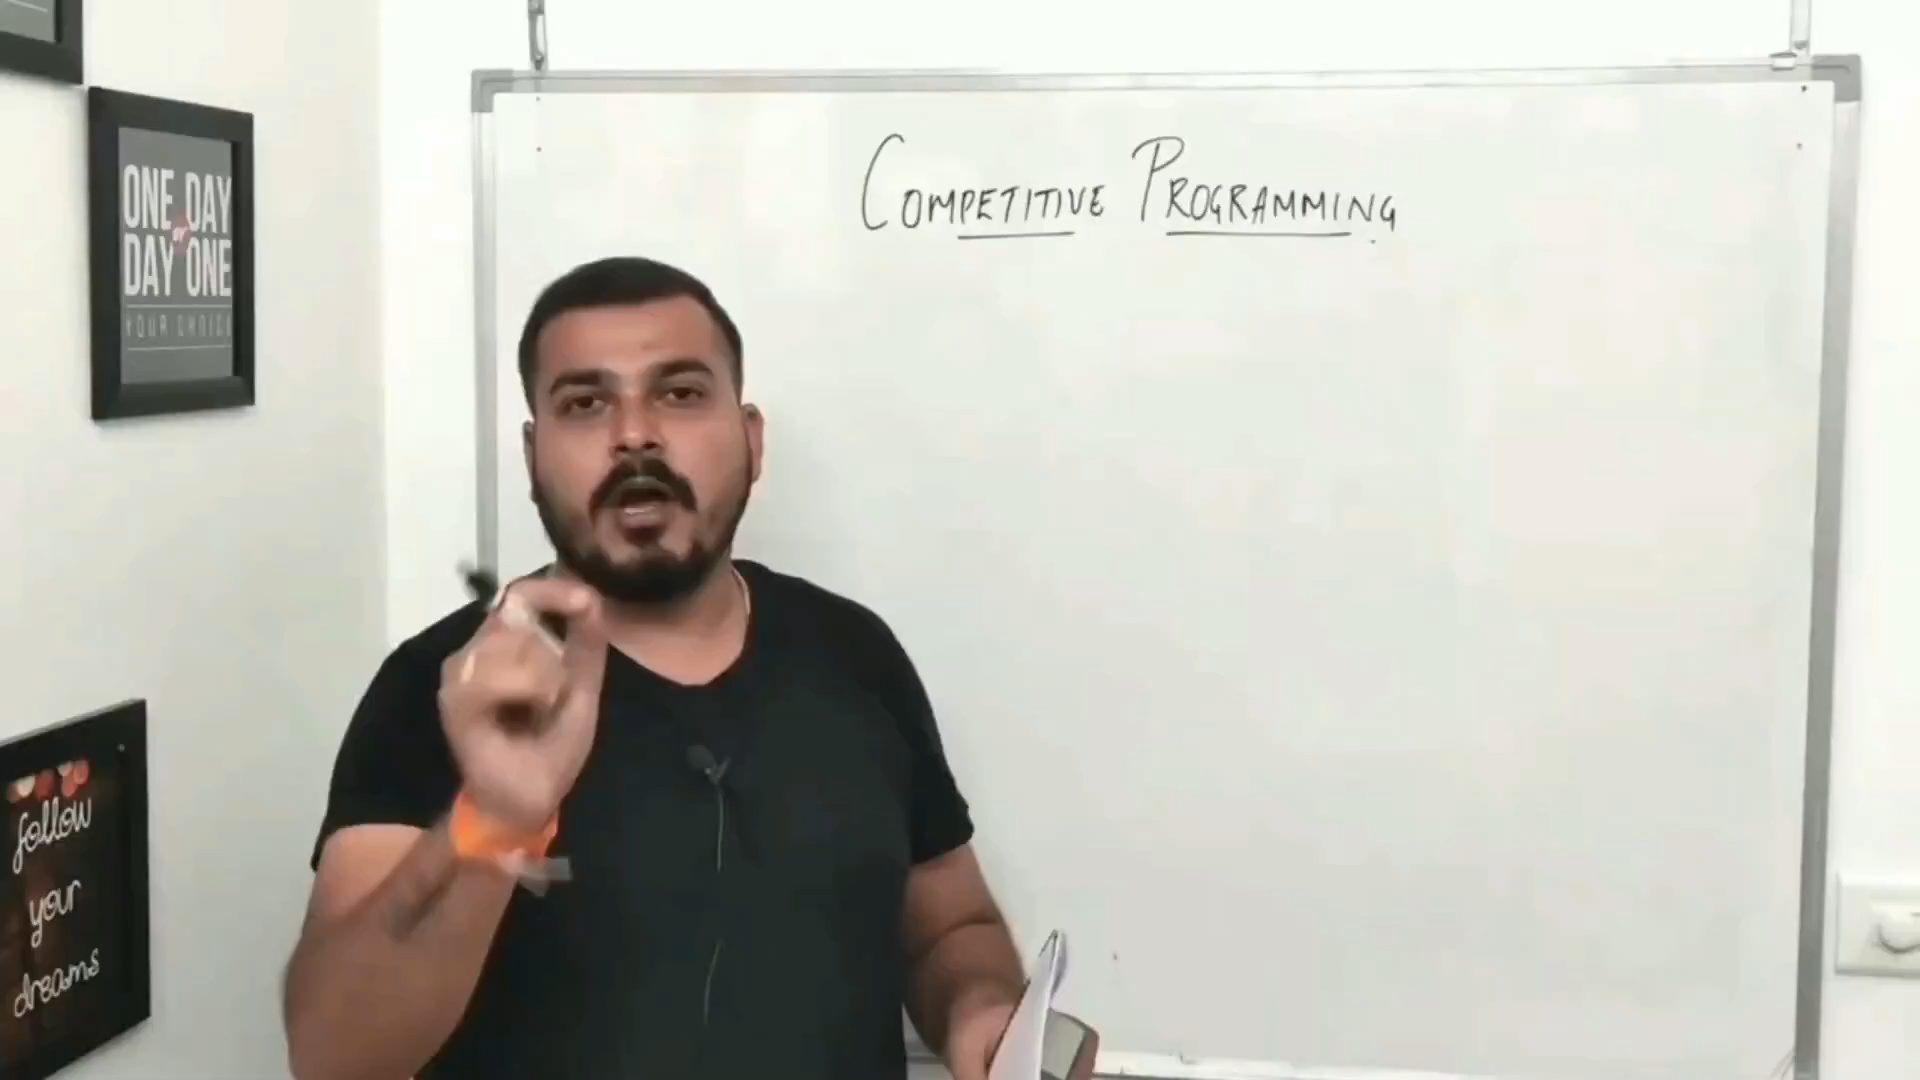 COMPETITIVE PROGRAMMING
ONE DAY
or
DAY ONE
YOUR CHOICE
follow
your
dreams